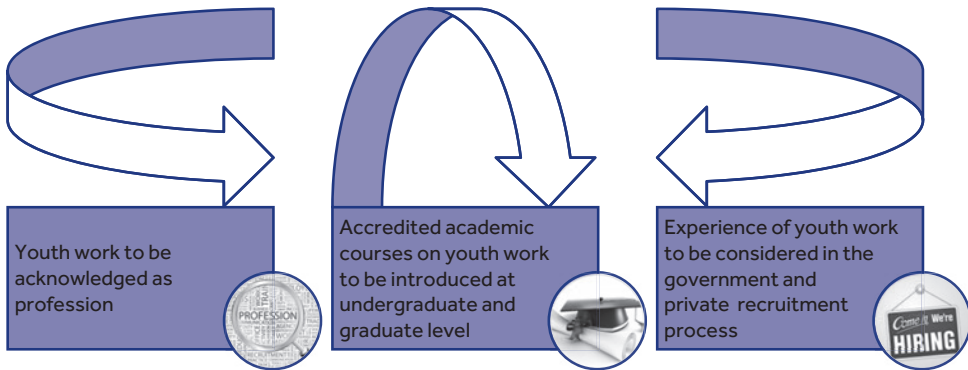 Youth work to be
acknowledged as
profession
PROFESSION
RECRUITMENT
Accredited academic
courses on youth work
to be introduced at
undergraduate and
graduate level
Experience of youth work
to be considered in the
government and
private recruitment
process
Come in We're
HIRING